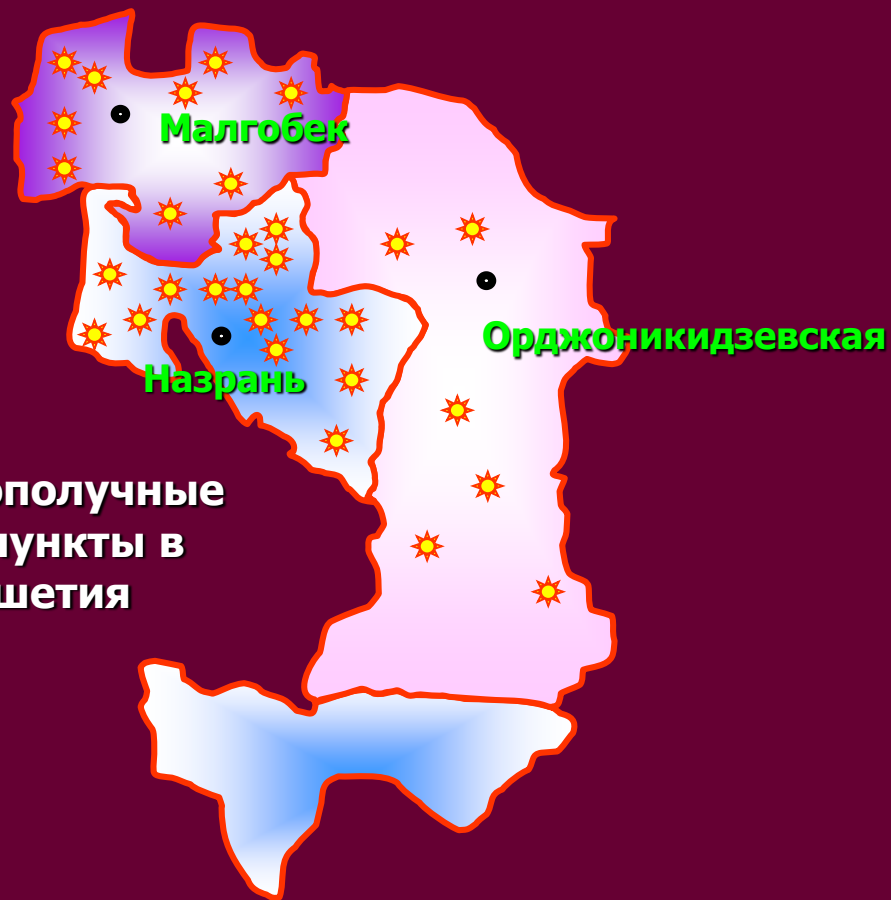 Малгобек
Орджоникидзевская
Назрань
ополучные
пункты в
шетия